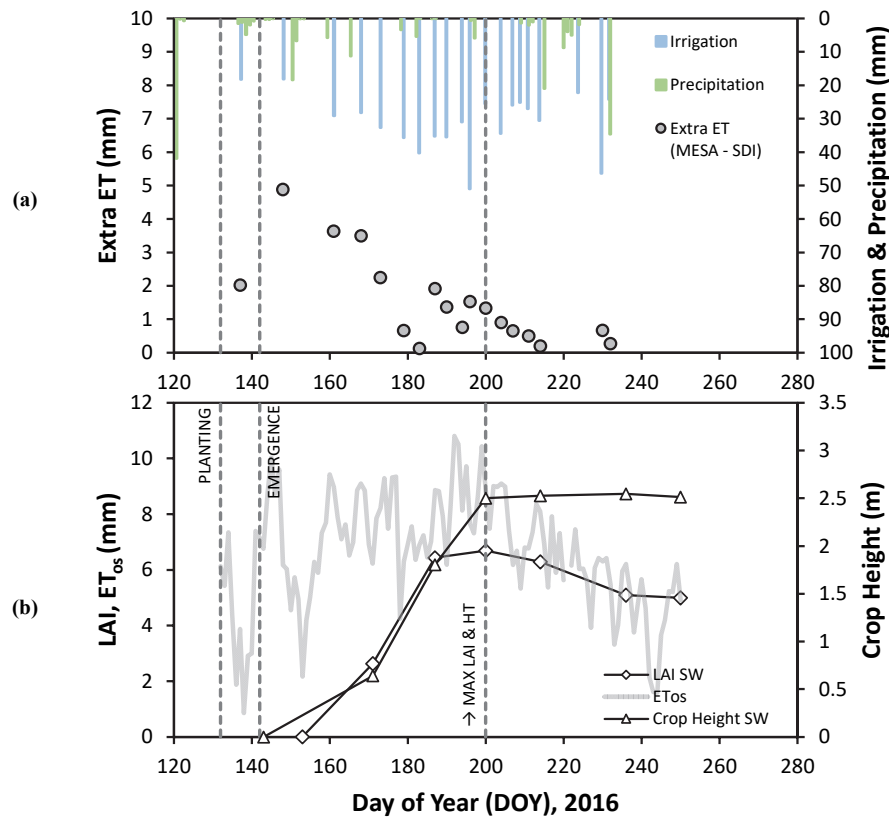 (a)
Extra ET (mm)
10
9
8
7
6
5
4
3
2
1
0
Irrigation
Precipitation
Extra ET
(MESA - SDI)
0
10
20
30
40
50
60
70
80
90
100
Irrigation & Precipitation
(mm)
120 140 160 180 200 220 240 260 280
(b)
LAI, ETos (mm)
12
10
8
6
4
2
0
PLANTING
EMERGENCE
→ MAX LAI & HT
LAI SW
ETos
Crop Height SW
3.5
3
2.5
2
1.5
1
0.5
0
Crop Height (m)
120 140 160 180 200 220 240 260 280
Day of Year (DOY), 2016